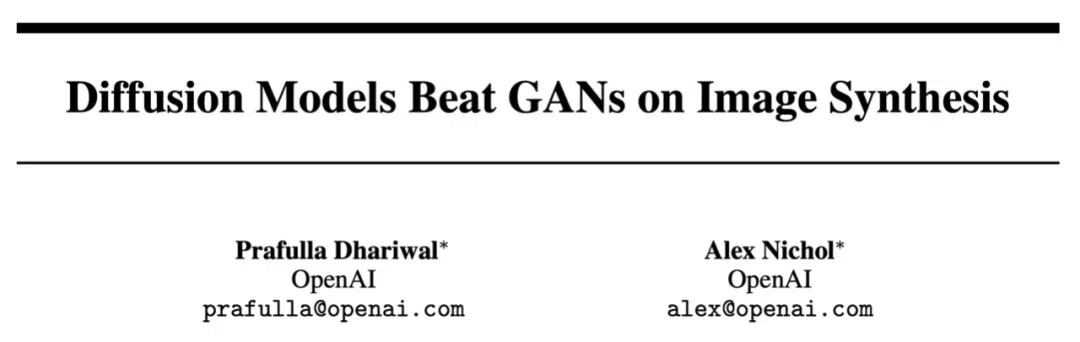 Diffusion Models Beat GANs on Image Synthesis
Prafulla Dhariwal*
OpenAI
prafulla@openai.com
Alex Nichol*
OpenAI
alex@openai.com